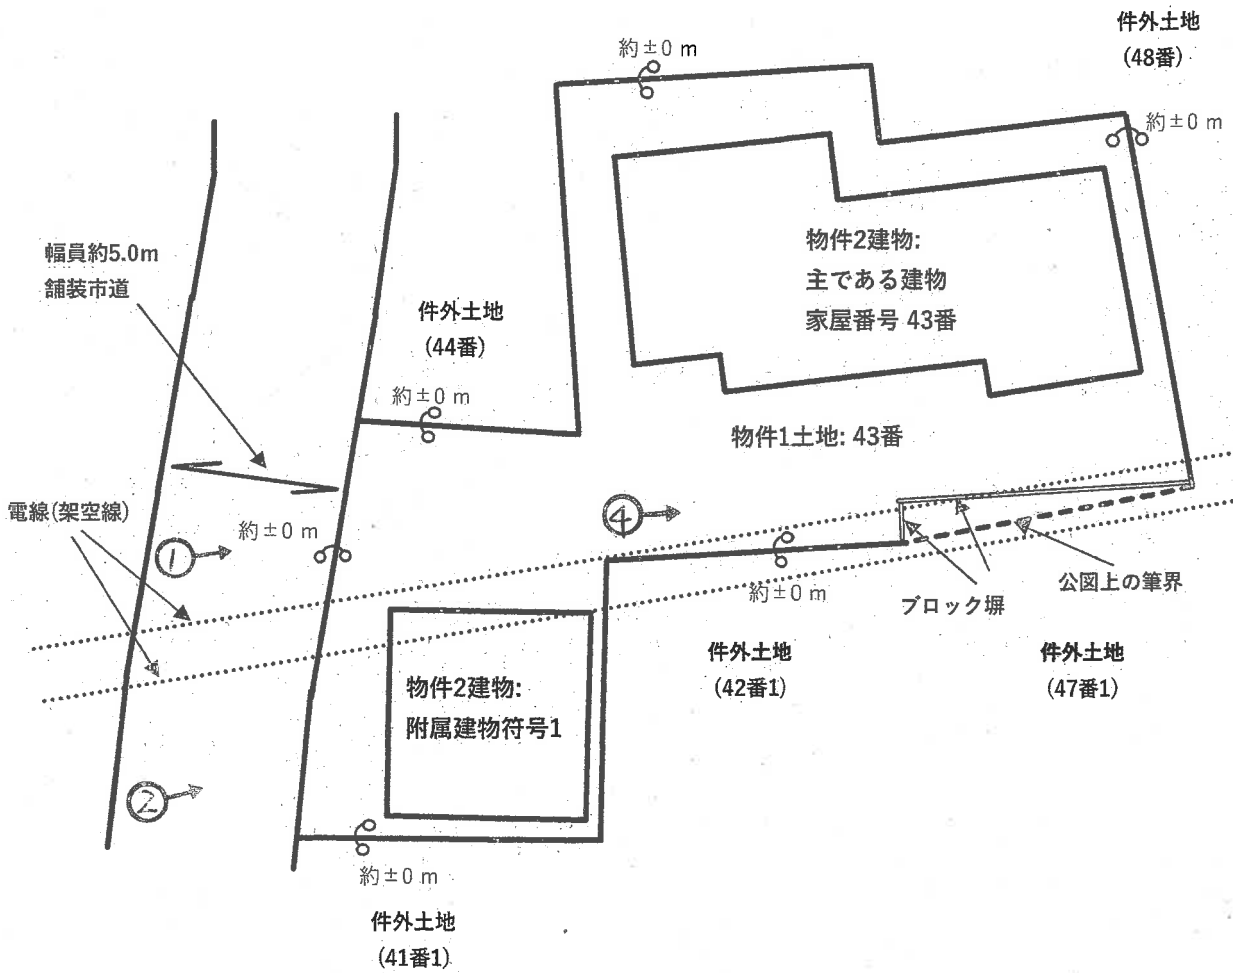 件外土地
(48番)
約±0 m
約±0 m
幅員約5.0m
舗装市道
件外土地
(44番)
物件2建物:
主である建物
家屋番号 43番
約±0 m
物件1土地: 43番
電線(架空線)
約±0 m
①
④
約±0 m
ブロック塀
公図上の筆界
件外土地
(42番1)
件外土地
(47番1)
物件2建物:
附属建物符号1
②
約±0 m
件外土地
(41番1)